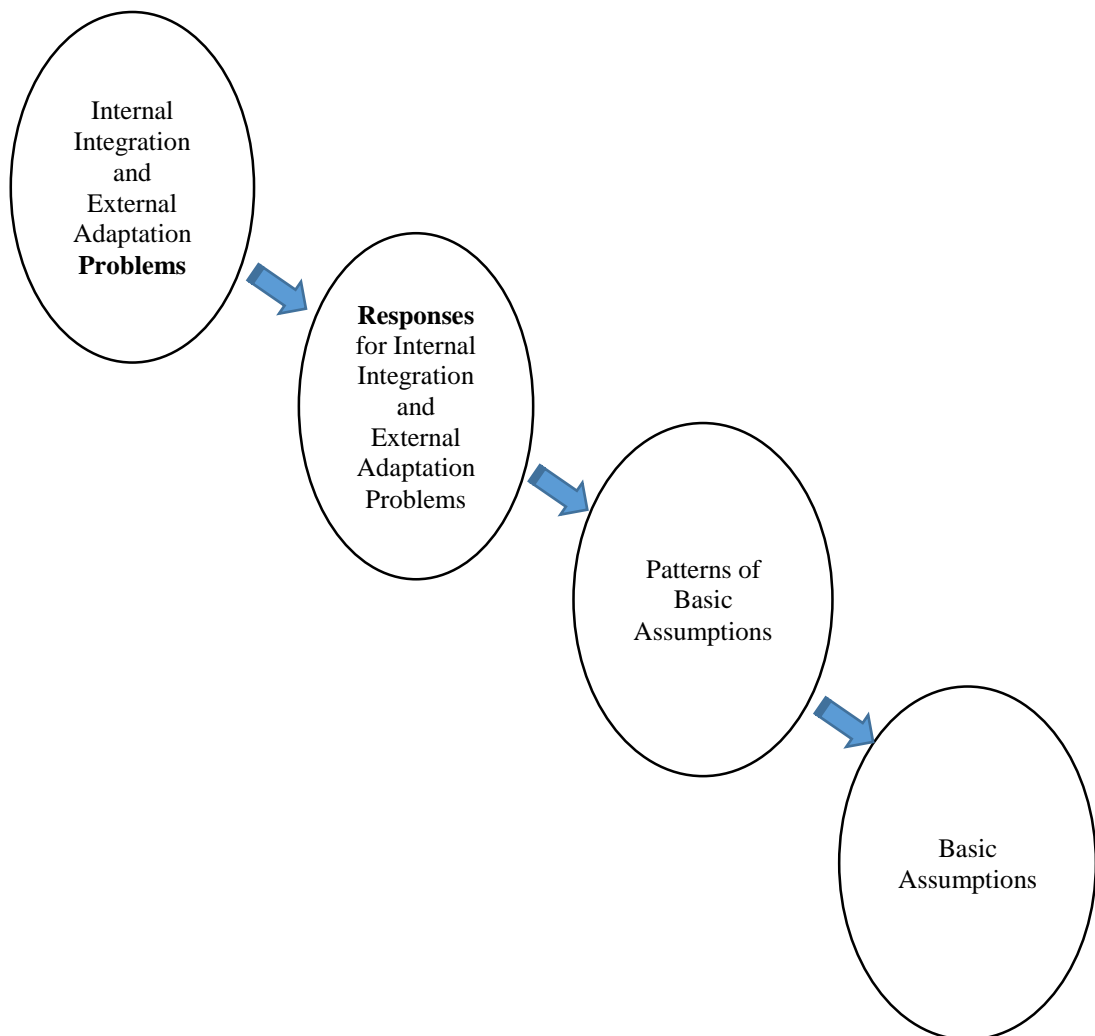 Internal
Integration
and
External
Adaptation
Problems
Responses
for Internal
Integration
and
External
Adaptation
Problems
Patterns of
Basic
Assumptions
Basic
Assumptions